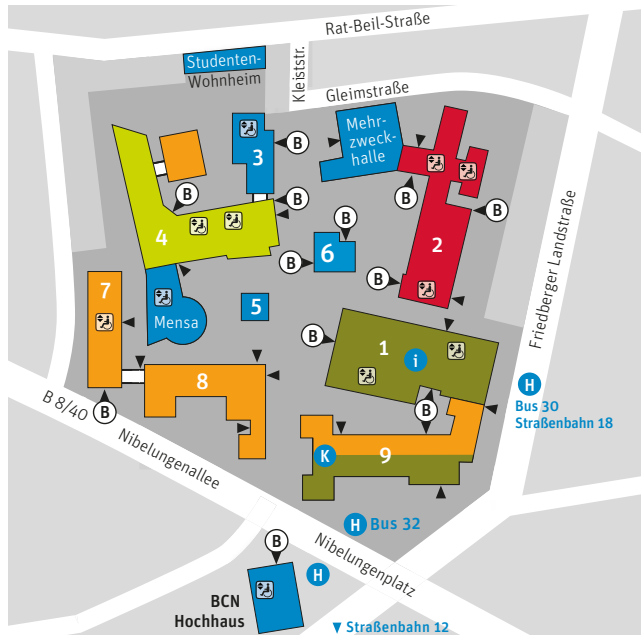 Rat-Beil-Straße
Studenten-
Wohnheim
Kleiststr.
Gleimstraße
Mehr-
zweck-
halle
3
B
B
B
B
4
B
6
B
B
2
B
Friedberger Landstraße
7
Mensa
5
B
1
i
8
B
B
H
Bus 30
Straßenbahn 18
B 8/40
Nibelungenallee
K
9
H Bus 32
B
H
Nibelungenplatz
BCN
Hochhaus
Straßenbahn 12